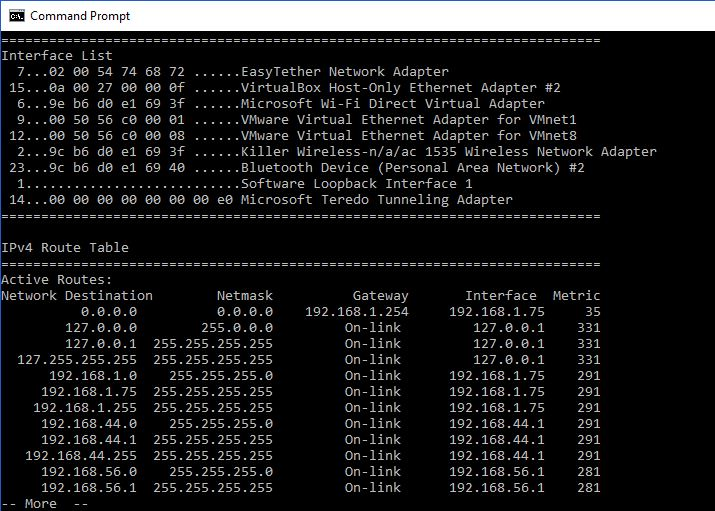 Command Prompt
===========================================================================
Interface List
  7...02 00 54 74 68 72 ......EasyTether Network Adapter
 15...0a 00 27 00 00 0f ......VirtualBox Host-Only Ethernet Adapter #2
  6...9e b6 d0 e1 69 3f ......Microsoft Wi-Fi Direct Virtual Adapter
  9...00 50 56 c0 00 01 ......VMware Virtual Ethernet Adapter for VMnet1
 12...00 50 56 c0 00 08 ......VMware Virtual Ethernet Adapter for VMnet8
  2...9c b6 d0 e1 69 3f ......Killer Wireless-n/a/ac 1535 Wireless Network Adapter
 23...9c b6 d0 e1 69 40 ......Bluetooth Device (Personal Area Network) #2
  1...........................Software Loopback Interface 1
 14...00 00 00 00 00 00 00 e0 Microsoft Teredo Tunneling Adapter
===========================================================================
IPv4 Route Table
===========================================================================
Active Routes:
Network Destination        Netmask          Gateway       Interface  Metric
          0.0.0.0          0.0.0.0    192.168.1.254     192.168.1.75     35
        127.0.0.0        255.0.0.0         On-link         127.0.0.1    331
        127.0.0.1  255.255.255.255         On-link         127.0.0.1    331
  127.255.255.255  255.255.255.255         On-link         127.0.0.1    331
      192.168.1.0    255.255.255.0         On-link      192.168.1.75    291
     192.168.1.75  255.255.255.255         On-link      192.168.1.75    291
    192.168.1.255  255.255.255.255         On-link      192.168.1.75    291
     192.168.44.0    255.255.255.0         On-link      192.168.44.1    291
     192.168.44.1  255.255.255.255         On-link      192.168.44.1    291
   192.168.44.255  255.255.255.255         On-link      192.168.44.1    291
     192.168.56.0    255.255.255.0         On-link      192.168.56.1    281
     192.168.56.1  255.255.255.255         On-link      192.168.56.1    281
-- More  --